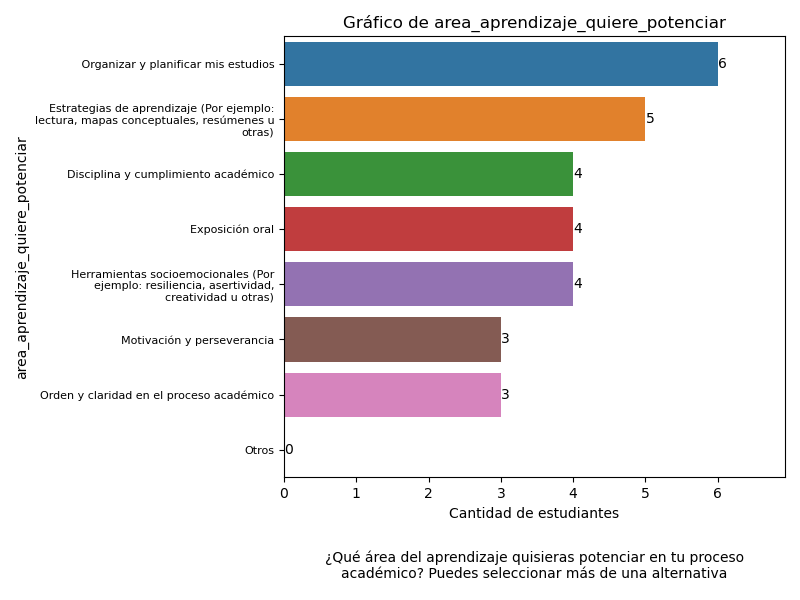 Gráfico de area_aprendizaje_quiere_potenciar
area_aprendizaje_quiere_potenciar
Organizar y planificar mis estudios
6
Estrategias de aprendizaje (Por ejemplo:
lectura, mapas conceptuales, resúmenes u
otras)
5
Disciplina y cumplimiento académico
4
Exposición oral
4
Herramientas socioemocionales (Por
ejemplo: resiliencia, asertividad,
creatividad u otras)
4
Motivación y perseverancia
3
Orden y claridad en el proceso académico
3
Otros
0
0 1 2 3 4 5 6
Cantidad de estudiantes
¿Qué área del aprendizaje quisieras potenciar en tu proceso
académico? Puedes seleccionar más de una alternativa